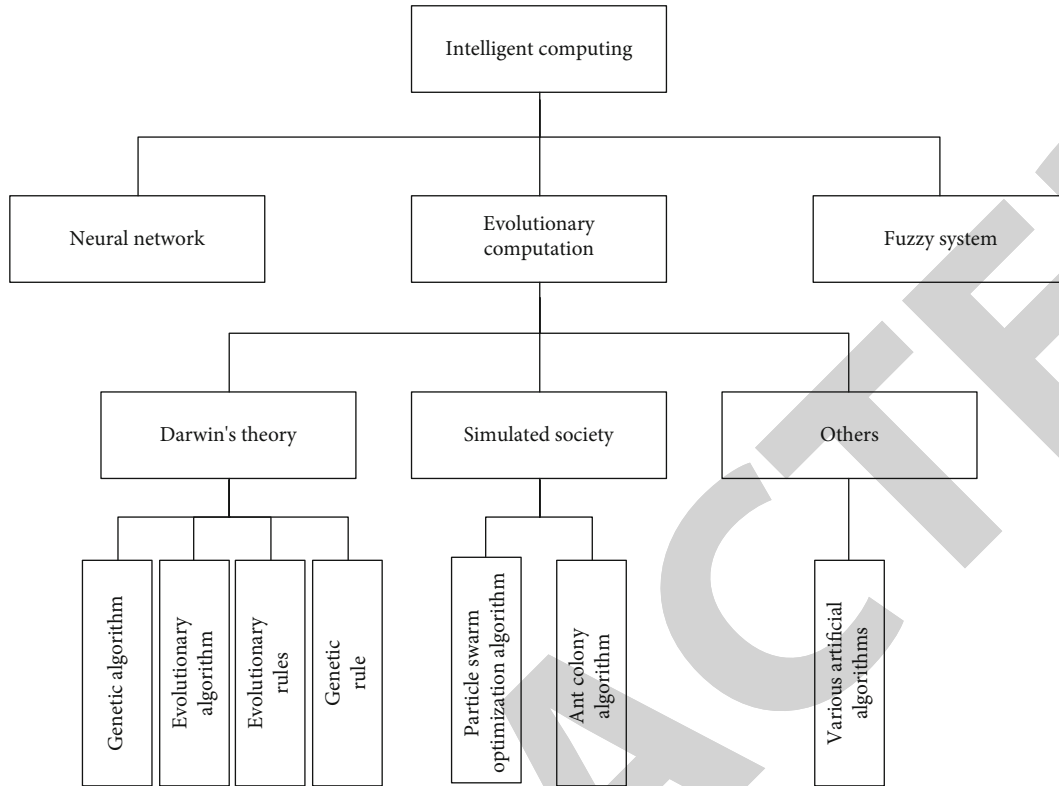 Intelligent computing
Neural network
Evolutionary
computation
Fuzzy system
Darwin's theory
Simulated society
Others
Genetic algorithm
Evolutionary
algorithm
Evolutionary
rules
Genetic
rule
Particle swarm
optimization algorithm
Ant colony
algorithm
Various artificial
algorithms
ACTE